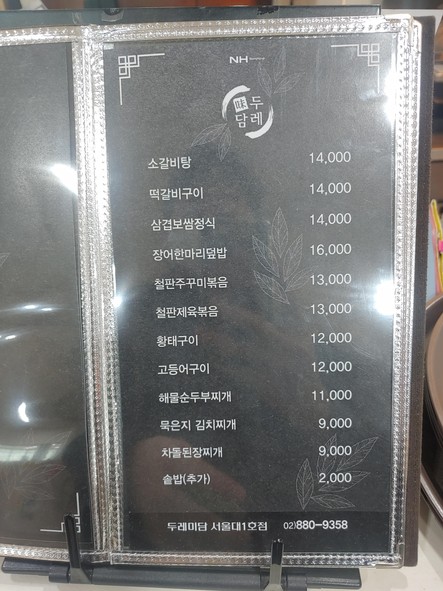 NH
味 두
담 레
소갈비탕 14,000
떡갈비구이 14,000
삼겹보쌈정식 14,000
장어한마리덮밥 16,000
철판주꾸미볶음 13,000
철판제육볶음 13,000
황태구이 12,000
고등어구이 12,000
해물순두부찌개 11,000
묵은지 김치찌개 9,000
차돌된장찌개 9,000
솥밥(추가) 2,000
두레미담 서울대1호점 02)880-9358